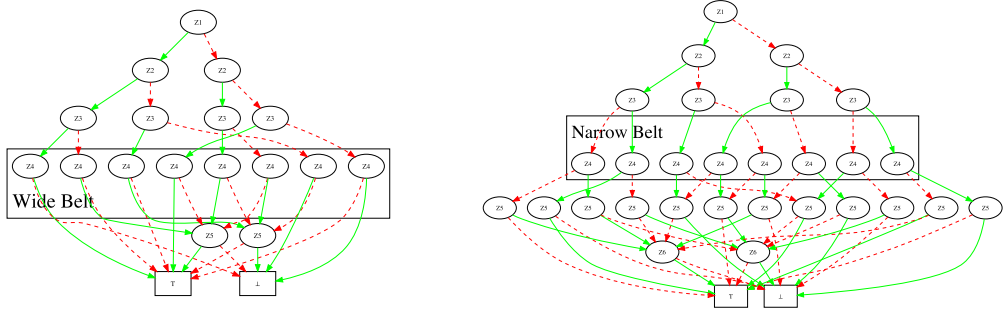 Z1
Z2 Z2
Z3 Z3 Z3 Z3
Z4 Z4 Z4 Z4 Z4 Z4 Z4 Z4
Wide Belt
Z5 Z5
T ⊥
Z1
Z2 Z2
Z3 Z3 Z3 Z3
Narrow Belt
Z4 Z4 Z4 Z4 Z4 Z4 Z4 Z4
Z5 Z5 Z5 Z5 Z5 Z5 Z5 Z5 Z5 Z5 Z5 Z5
Z6 Z6
T ⊥